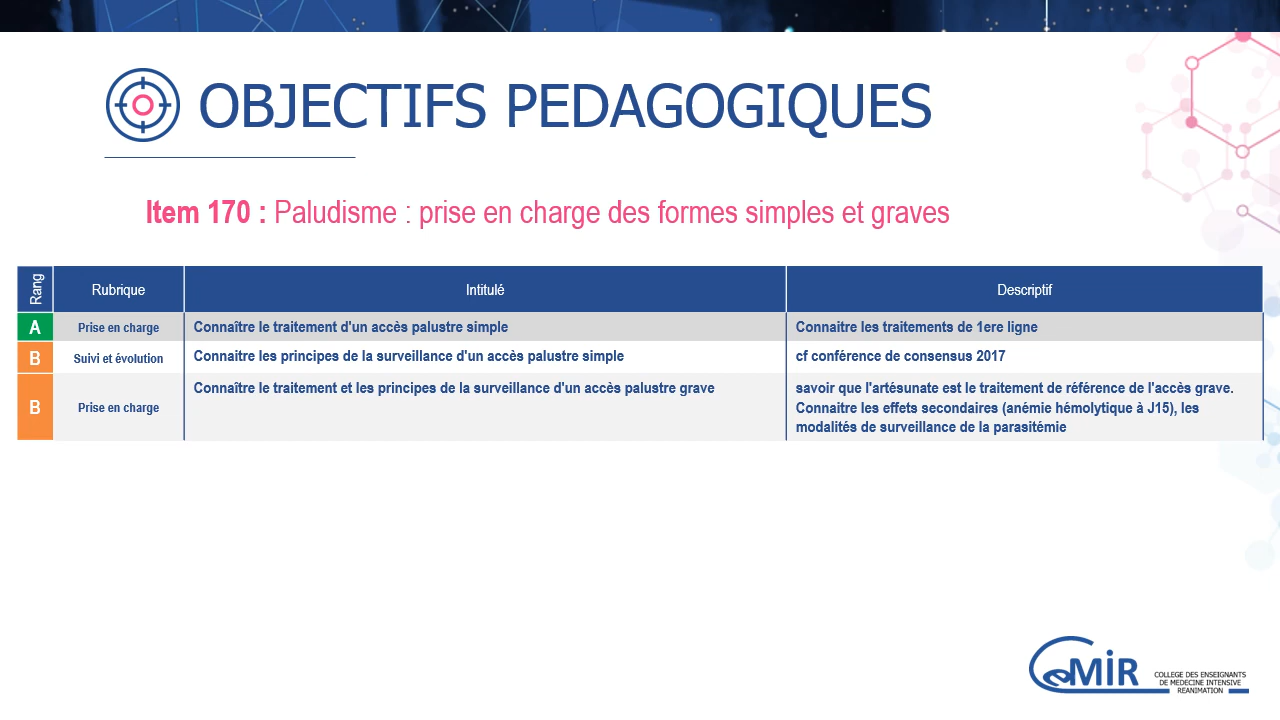 OBJECTIFS PEDAGOGIQUES
Item 170 : Paludisme : prise en charge des formes simples et graves
Rang
Rubrique
Intitulé
Descriptif
A
Prise en charge
Connaître le traitement d'un accès palustre simple
Connaitre les traitements de 1ere ligne
B
Suivi et évolution
Connaitre les principes de la surveillance d'un accès palustre simple
cf conférence de consensus 2017
B
Prise en charge
Connaître le traitement et les principes de la surveillance d'un accès palustre grave
savoir que l'artésunate est le traitement de référence de l'accès grave.
Connaitre les effets secondaires (anémie hémolytique à J15), les
modalités de surveillance de la parasitémie
CeMiR
COLLEGE DES ENSEIGNANTS
DE MEDECINE INTENSIVE
REANIMATION